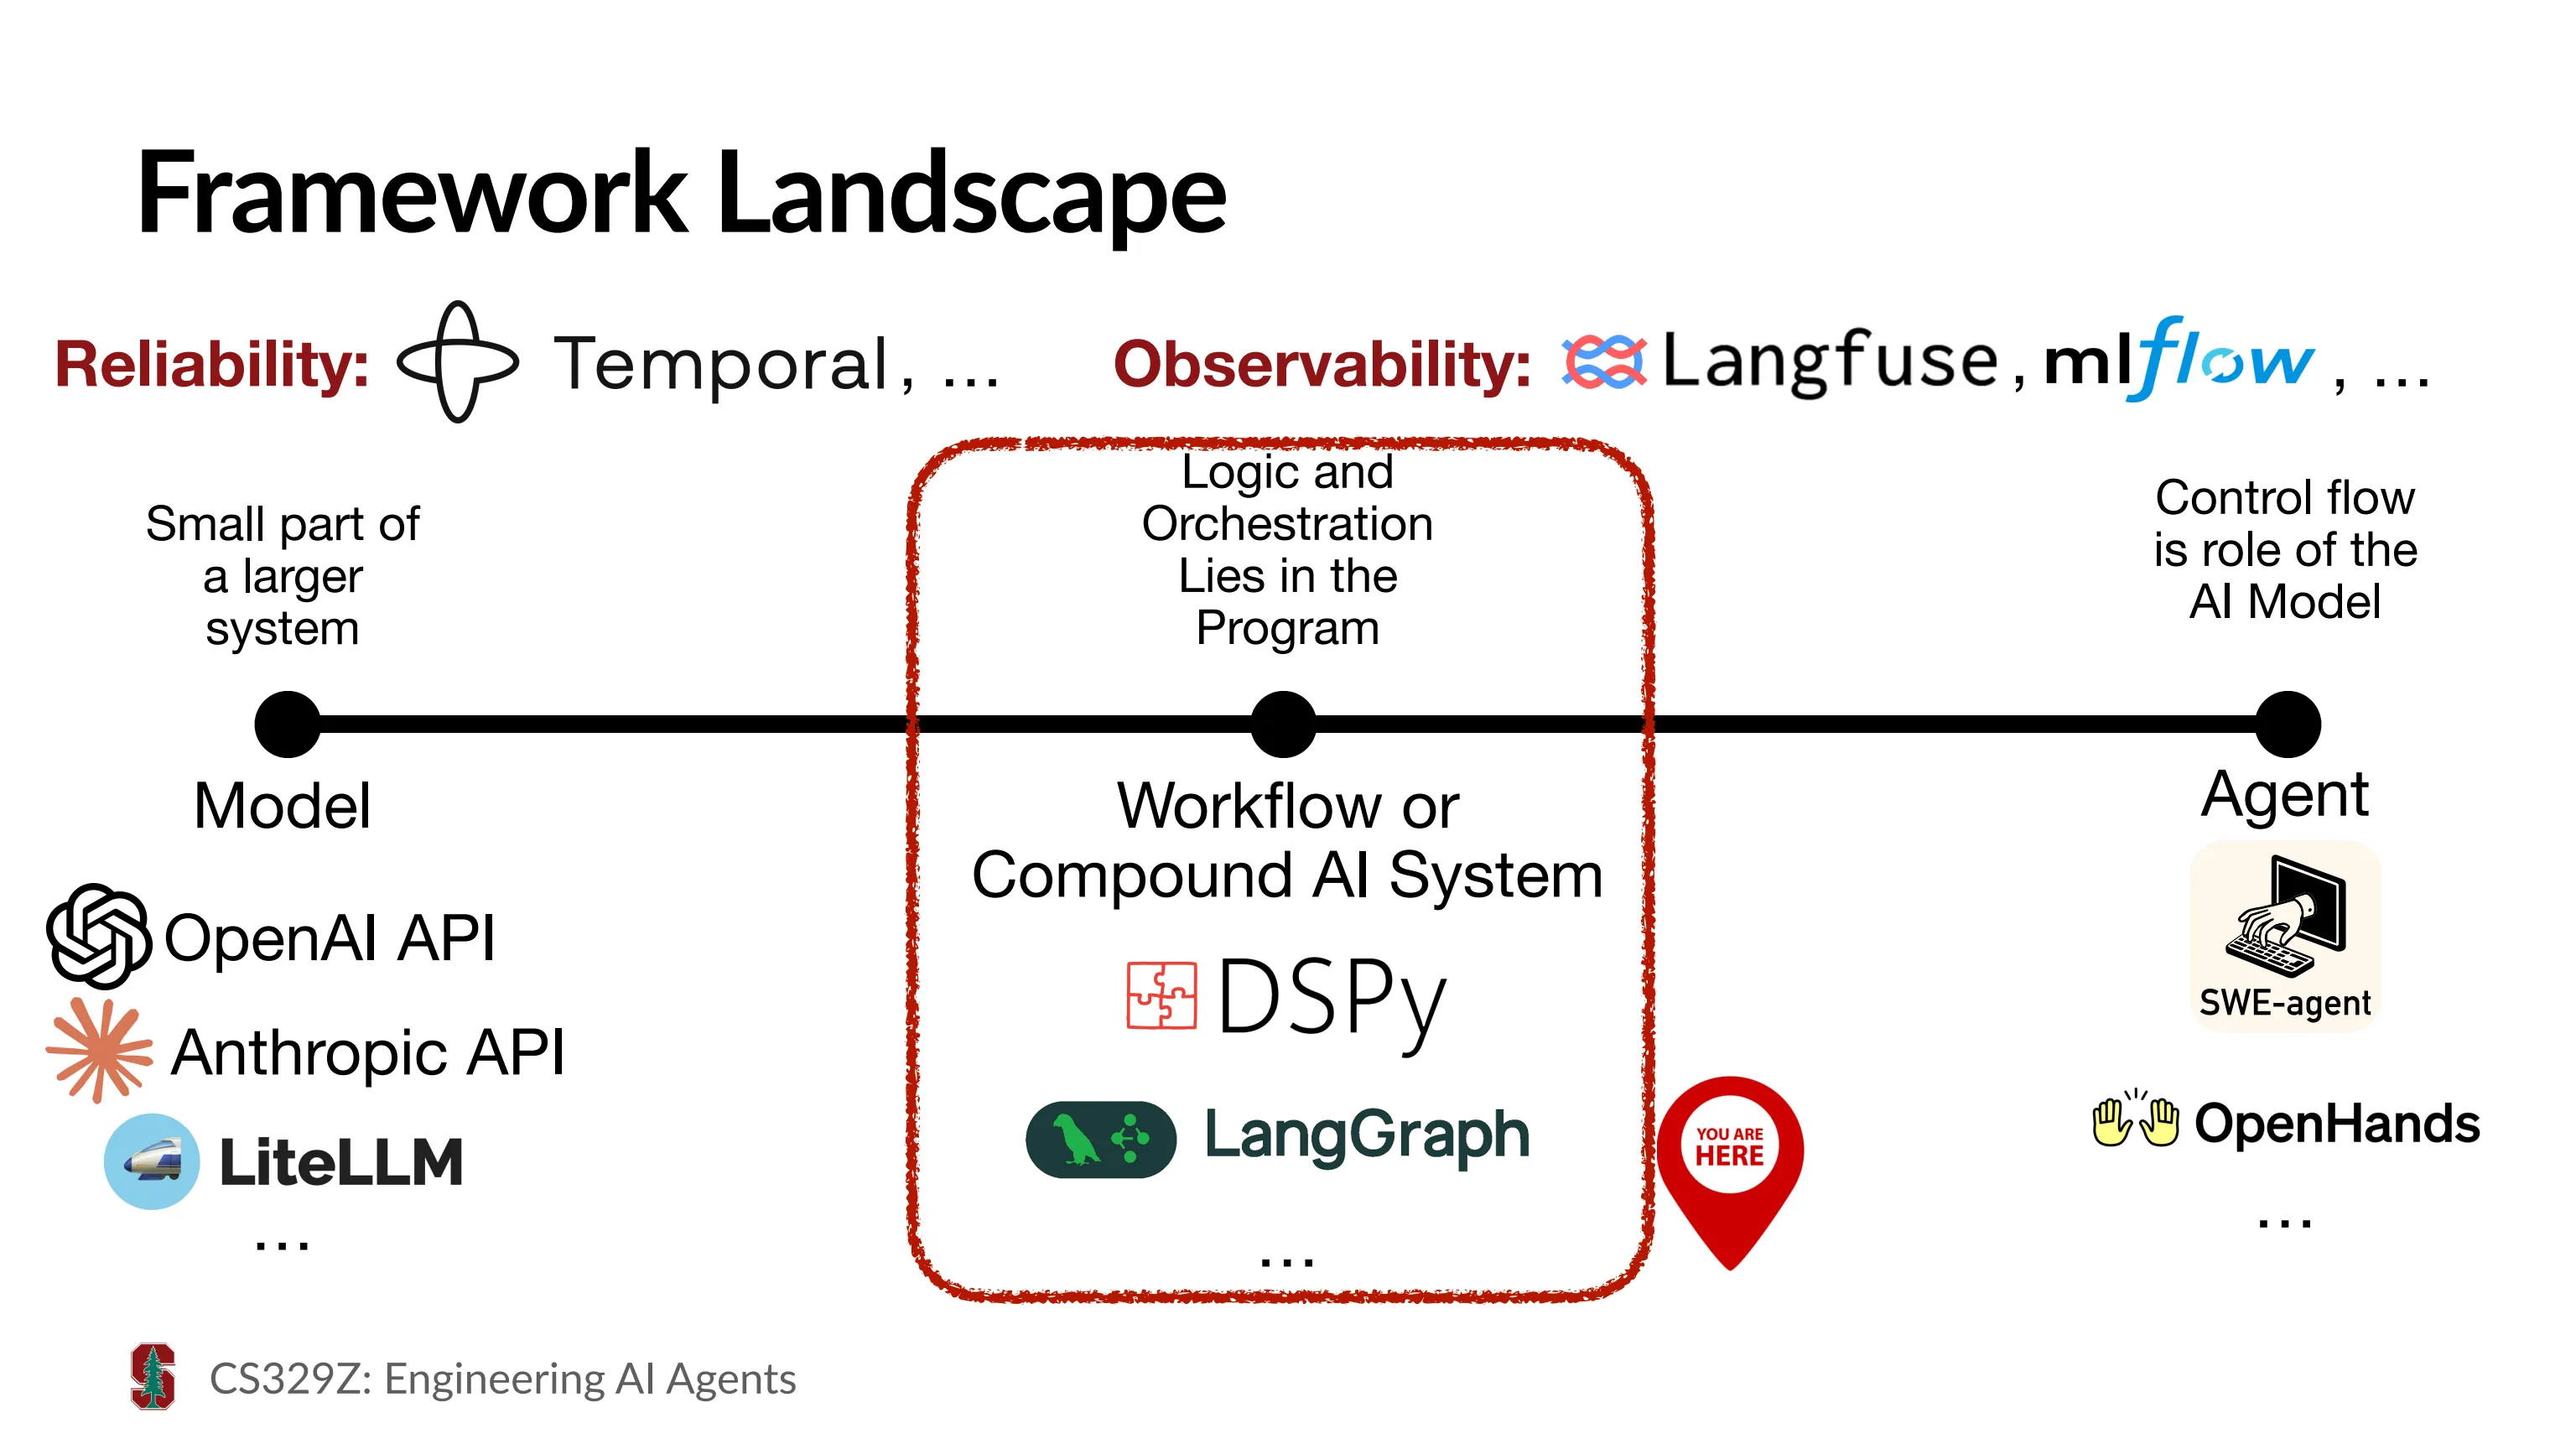 Framework Landscape
Reliability: Temporal, ...
Observability: Langfuse, mlflow, ...
Small part of
a larger
system
Logic and
Orchestration
Lies in the
Program
Control flow
is role of the
AI Model
Model
OpenAI API
Anthropic API
LiteLLM
...
Workflow or
Compound AI System
DSPy
LangGraph
...
YOU ARE
HERE
Agent
SWE-agent
OpenHands
...
CS329Z: Engineering AI Agents